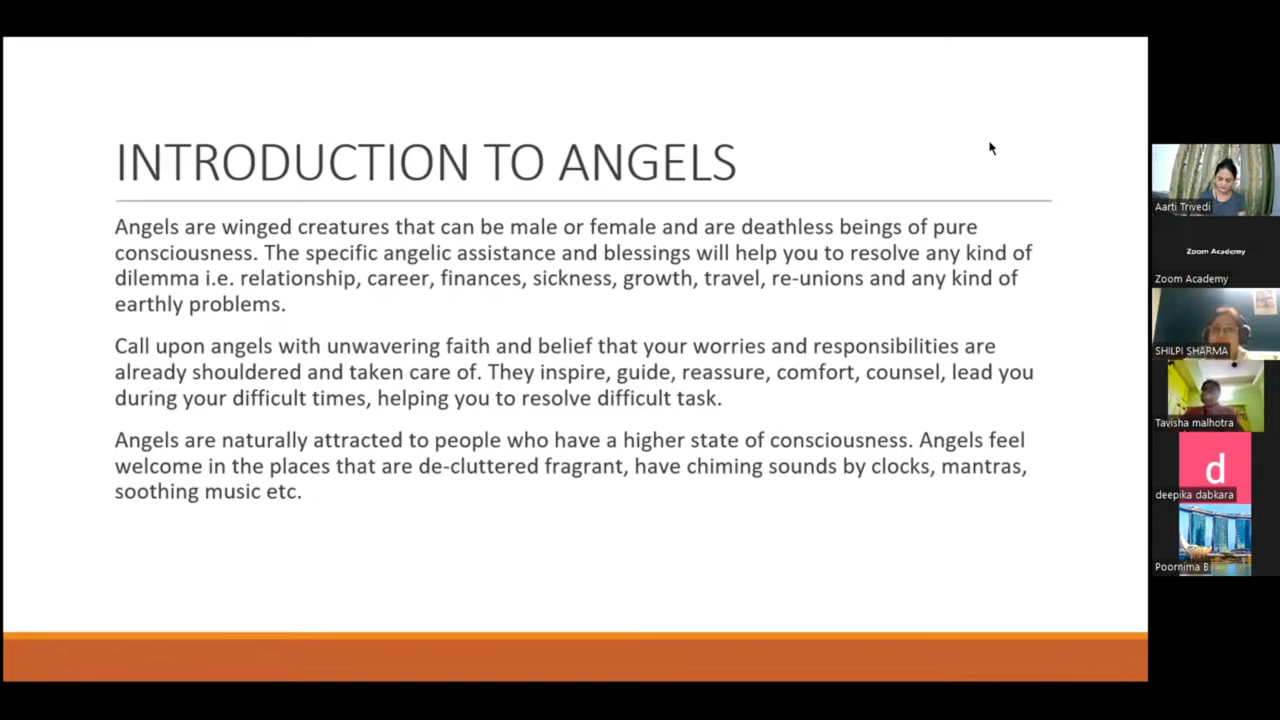 INTRODUCTION TO ANGELS
Angels are winged creatures that can be male or female and are deathless beings of pure
consciousness. The specific angelic assistance and blessings will help you to resolve any kind of
dilemma i.e. relationship, career, finances, sickness, growth, travel, re-unions and any kind of
earthly problems.
Call upon angels with unwavering faith and belief that your worries and responsibilities are
already shouldered and taken care of. They inspire, guide, reassure, comfort, counsel, lead you
during your difficult times, helping you to resolve difficult task.
Angels are naturally attracted to people who have a higher state of consciousness. Angels feel
welcome in the places that are de-cluttered fragrant, have chiming sounds by clocks, mantras,
soothing music etc.
Aarti Trivedi
Zoom Academy
Zoom Academy
SHILPI SHARMA
Tavisha malhotra
d
deepika dabkara
Poornima B